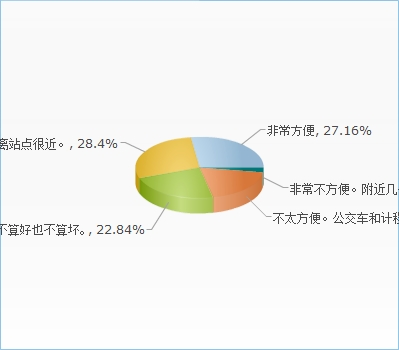 非常方便, 27.16%
离站点很近。, 28.4%
非常不方便。附近几
不太方便。公交车和计程
不算好也不算坏。, 22.84%